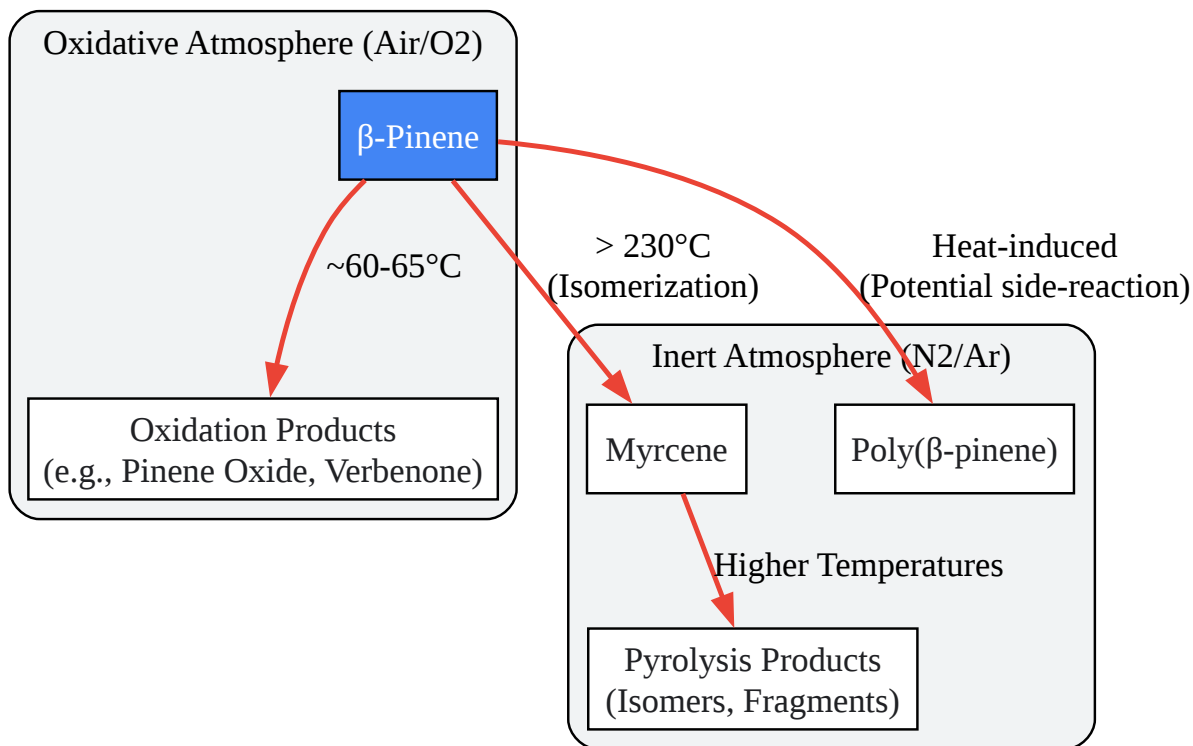 Oxidative Atmosphere (Air/O2)
β-Pinene
~60-65°C
> 230°C
(Isomerization)
Heat-induced
(Potential side-reaction)
Inert Atmosphere (N2/Ar)
Oxidation Products
(e.g., Pinene Oxide, Verbenone)
Myrcene
Poly(β-pinene)
Higher Temperatures
Pyrolysis Products
(Isomers, Fragments)